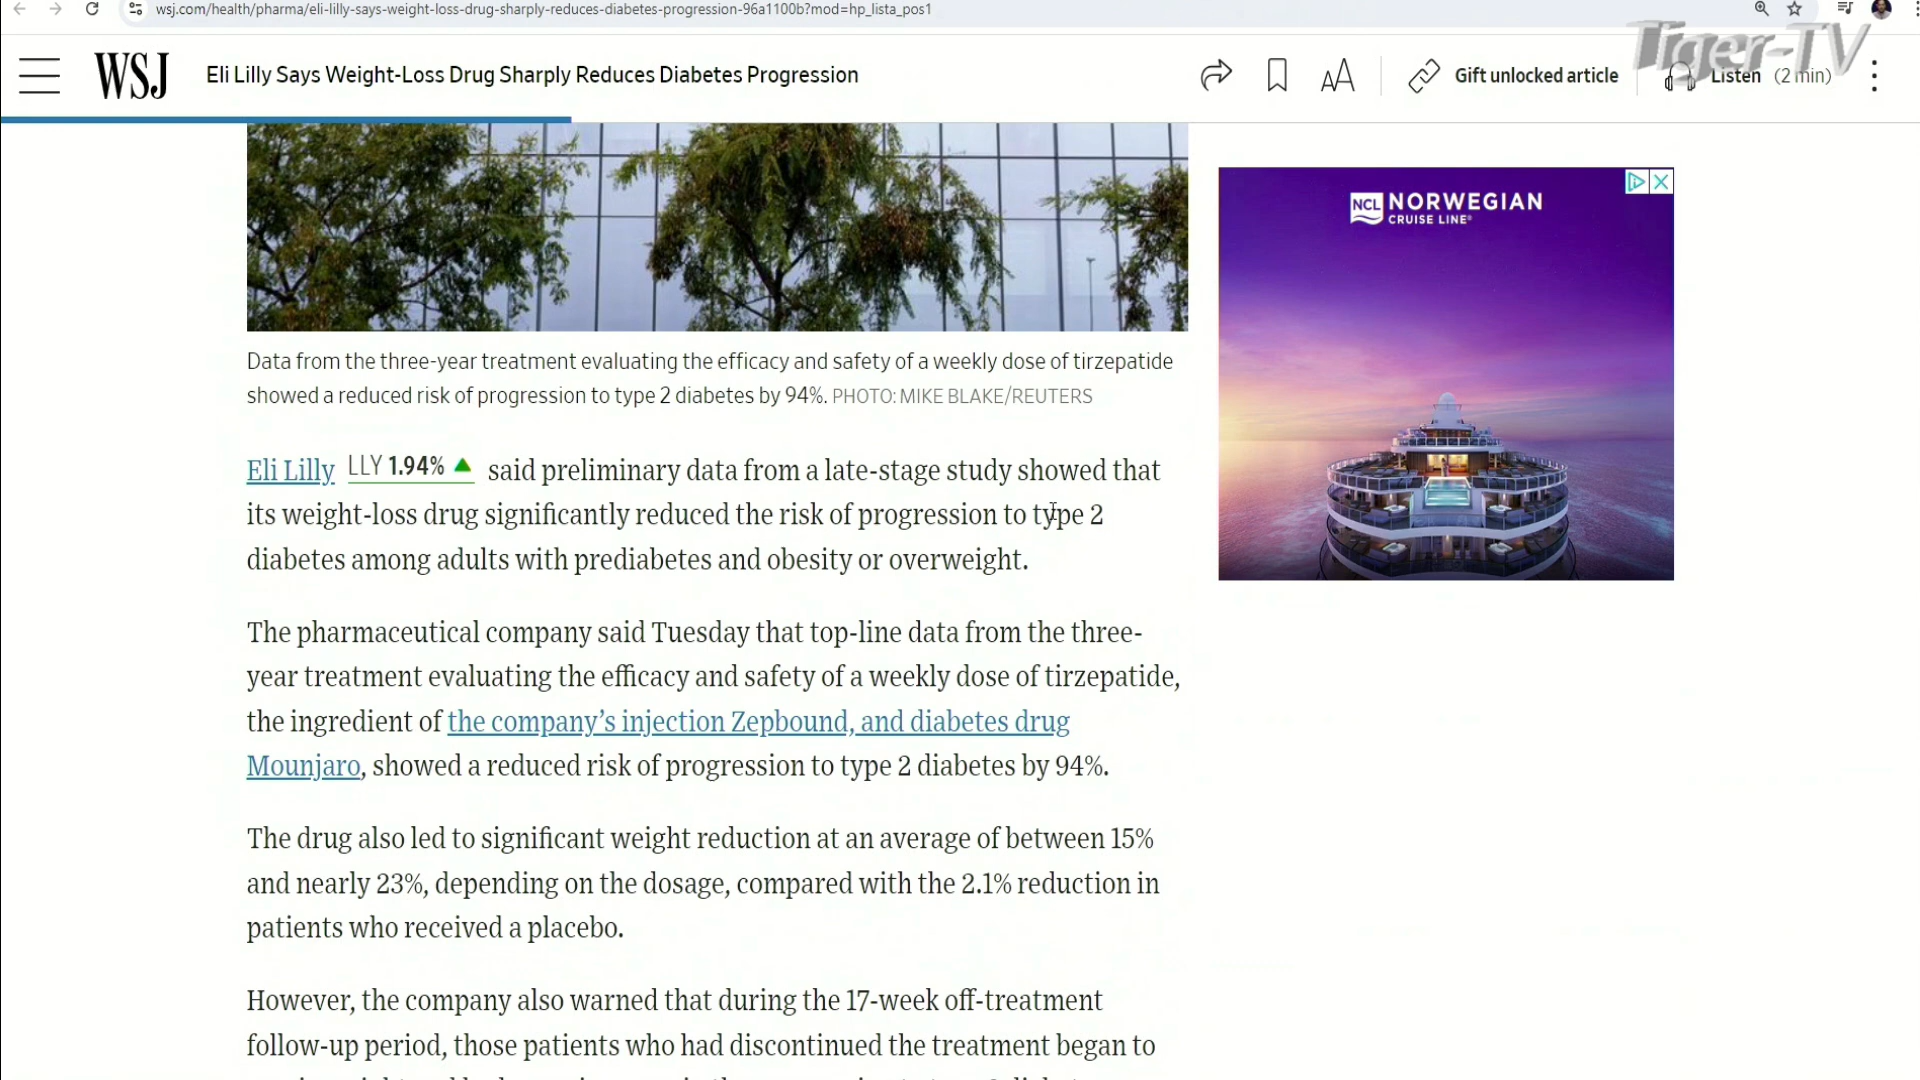 wsj.com/health/pharma/eli-lilly-says-weight-loss-drug-sharply-reduces-diabetes-progression-96a1100b?mod=hp_lista_pos1
Tiger-TV
WSJ
Eli Lilly Says Weight-Loss Drug Sharply Reduces Diabetes Progression
AA
Gift unlocked article
Listen (2 min)
NCL NORWEGIAN
CRUISE LINE®
Data from the three-year treatment evaluating the efficacy and safety of a weekly dose of tirzepatide
showed a reduced risk of progression to type 2 diabetes by 94%. PHOTO: MIKE BLAKE/REUTERS
Eli Lilly LLY 1.94% ▲ said preliminary data from a late-stage study showed that
its weight-loss drug significantly reduced the risk of progression to type 2
diabetes among adults with prediabetes and obesity or overweight.
The pharmaceutical company said Tuesday that top-line data from the three-
year treatment evaluating the efficacy and safety of a weekly dose of tirzepatide,
the ingredient of the company’s injection Zepbound, and diabetes drug
Mounjaro, showed a reduced risk of progression to type 2 diabetes by 94%.
The drug also led to significant weight reduction at an average of between 15%
and nearly 23%, depending on the dosage, compared with the 2.1% reduction in
patients who received a placebo.
However, the company also warned that during the 17-week off-treatment
follow-up period, those patients who had discontinued the treatment began to